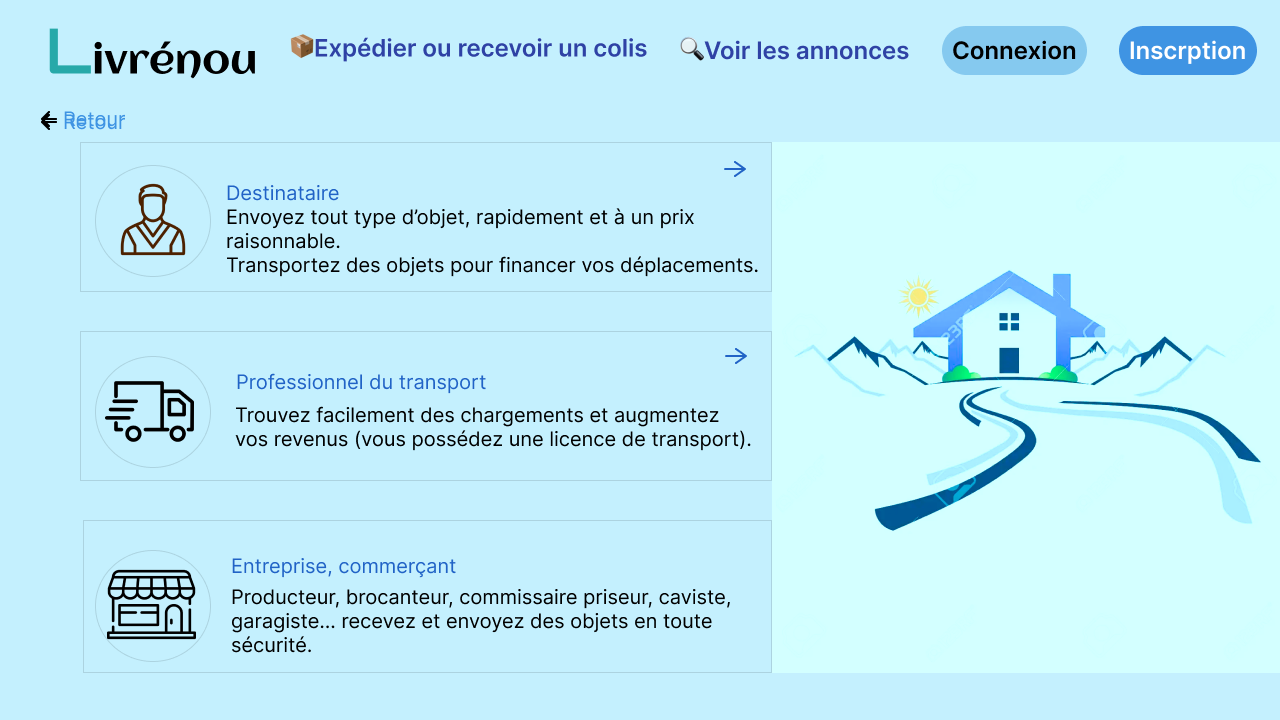 Livrénou
📦Expédier ou recevoir un colis
🔍Voir les annonces
Connexion
Inscrption
Retour
Retour
Destinataire
Envoyez tout type d’objet, rapidement et à un prix
raisonnable.
Transportez des objets pour financer vos déplacements.
Professionnel du transport
Trouvez facilement des chargements et augmentez
vos revenus (vous possédez une licence de transport).
Entreprise, commerçant
Producteur, brocanteur, commissaire priseur, caviste,
garagiste... recevez et envoyez des objets en toute
sécurité.